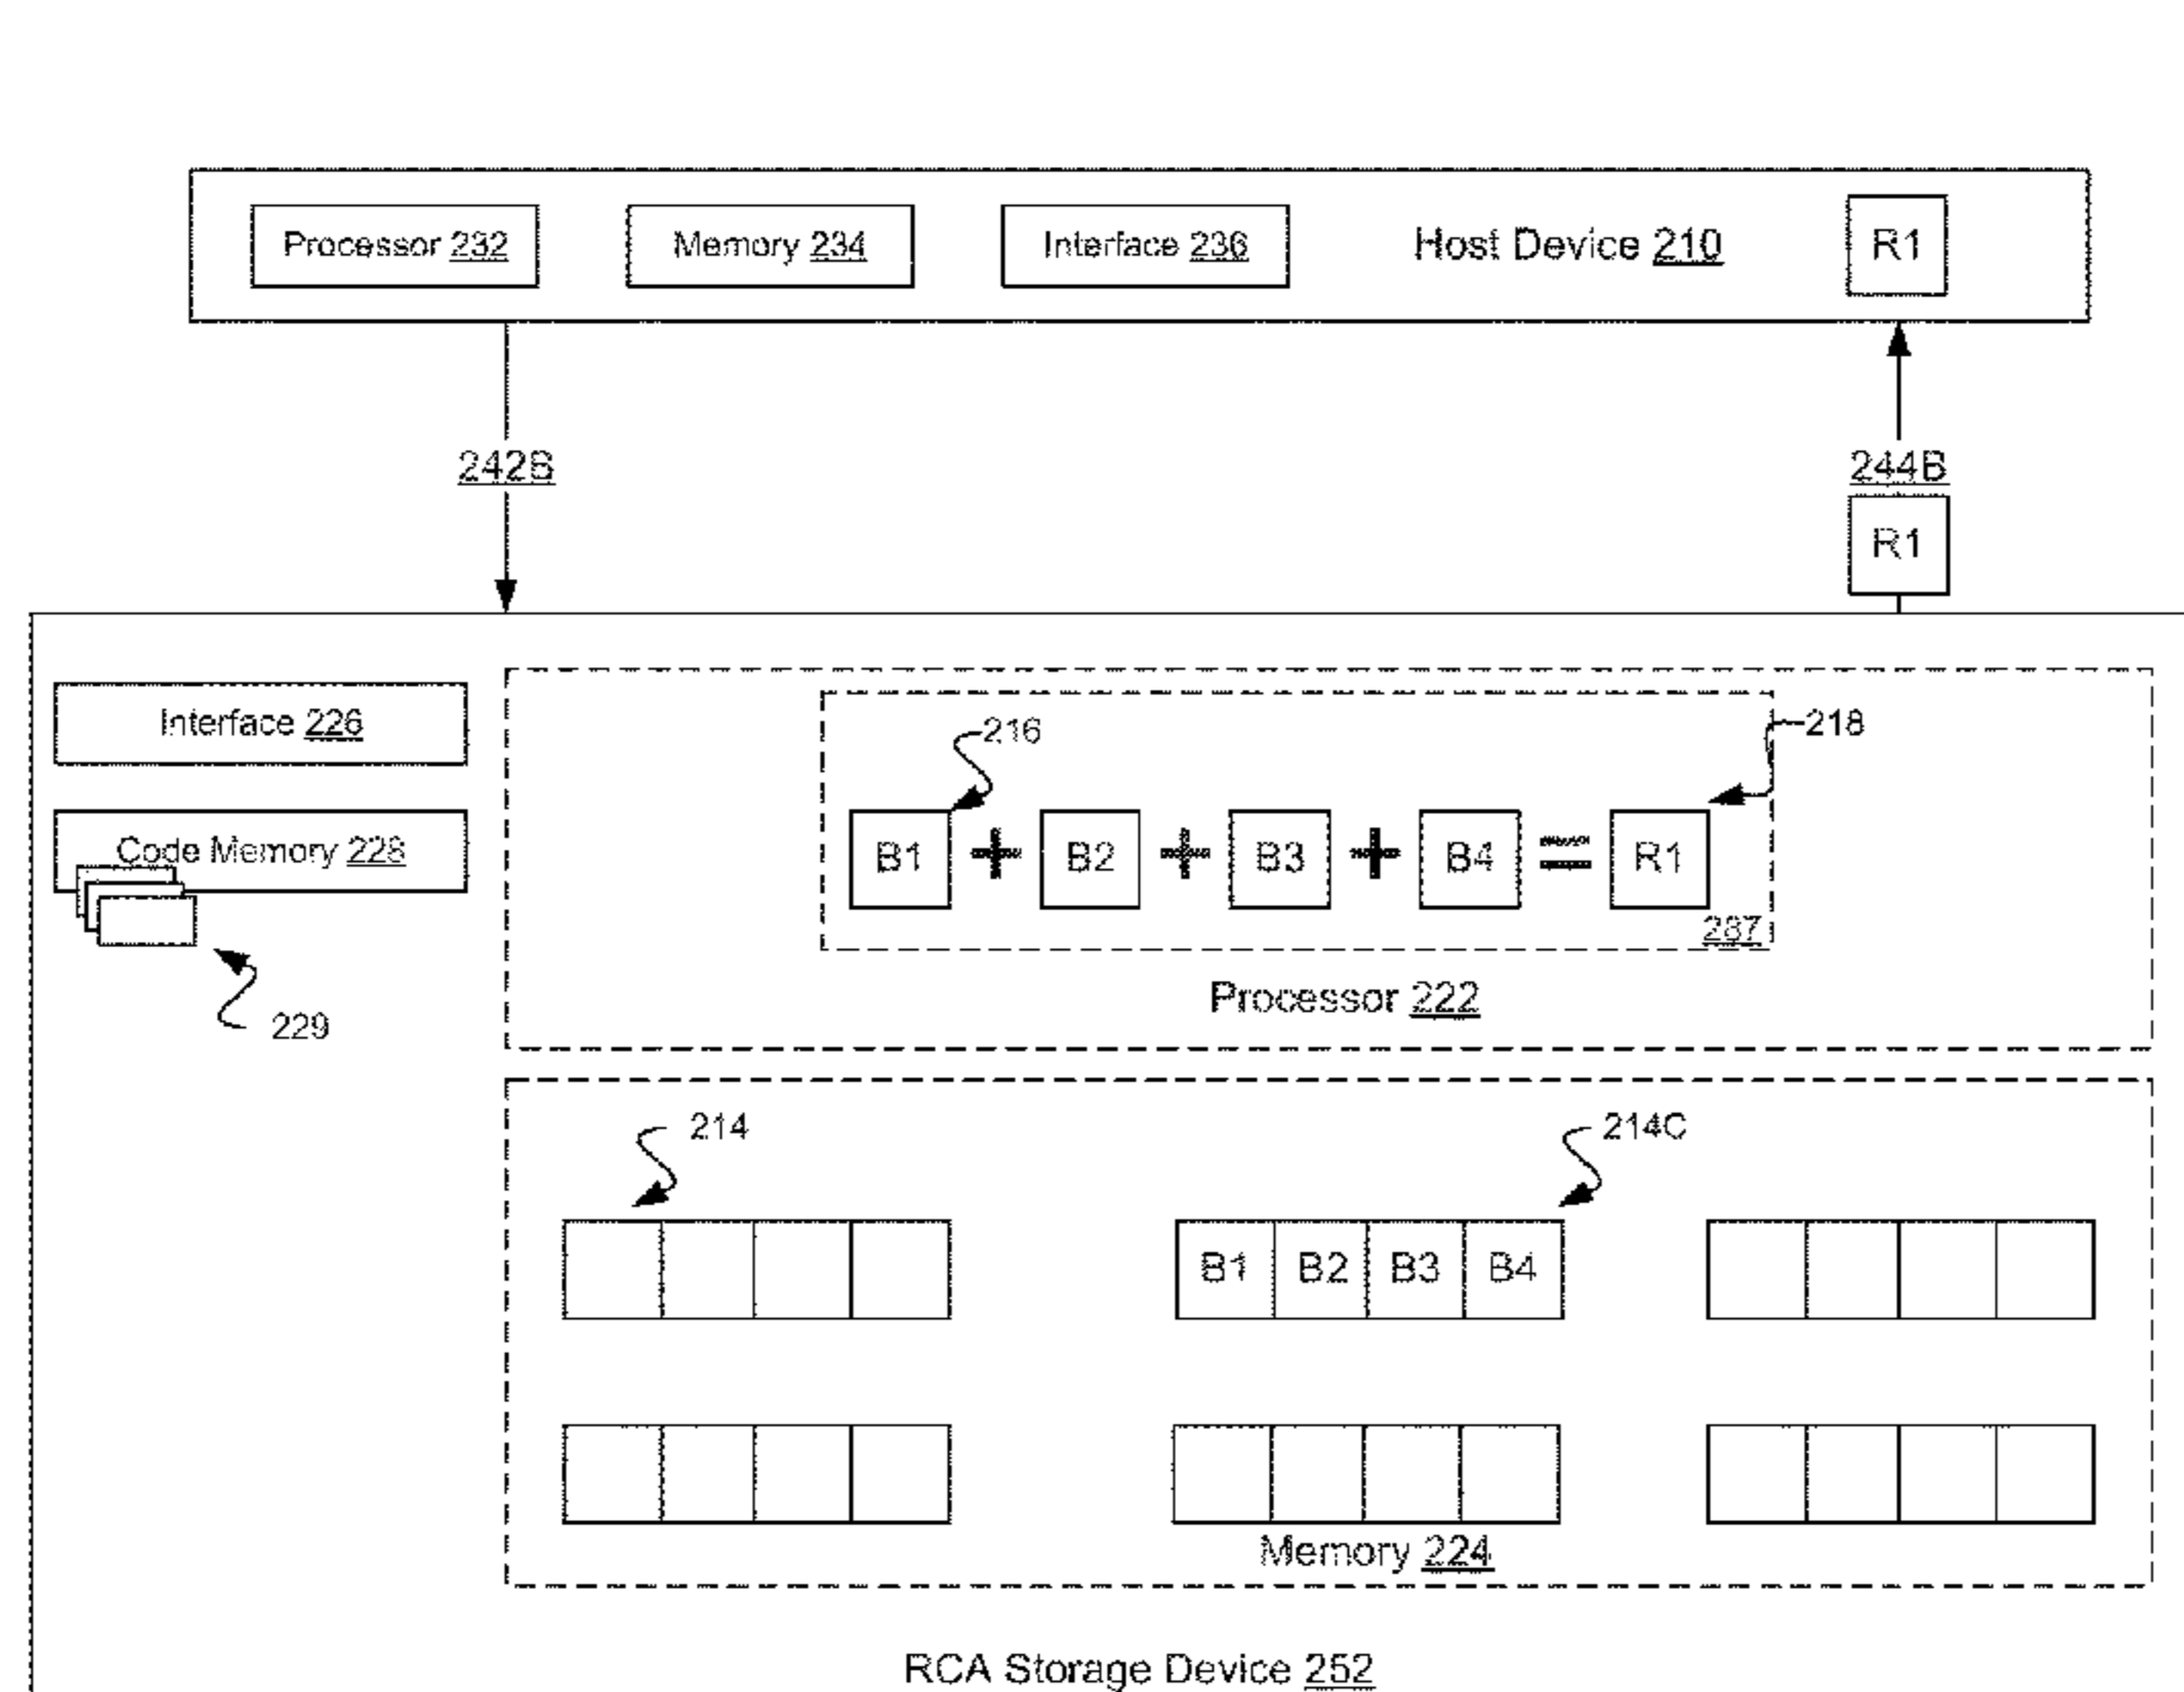 Processor 232 Memory 234 Interface 236 Host Device 210 R1
242B 244B
R1
Interface 226
216 218
Code Memory 228
B1 + B2 + B3 + B4 = R1
287
Processor 222
229
214 214C
B1 B2 B3 B4
Memory 224
RCA Storage Device 252